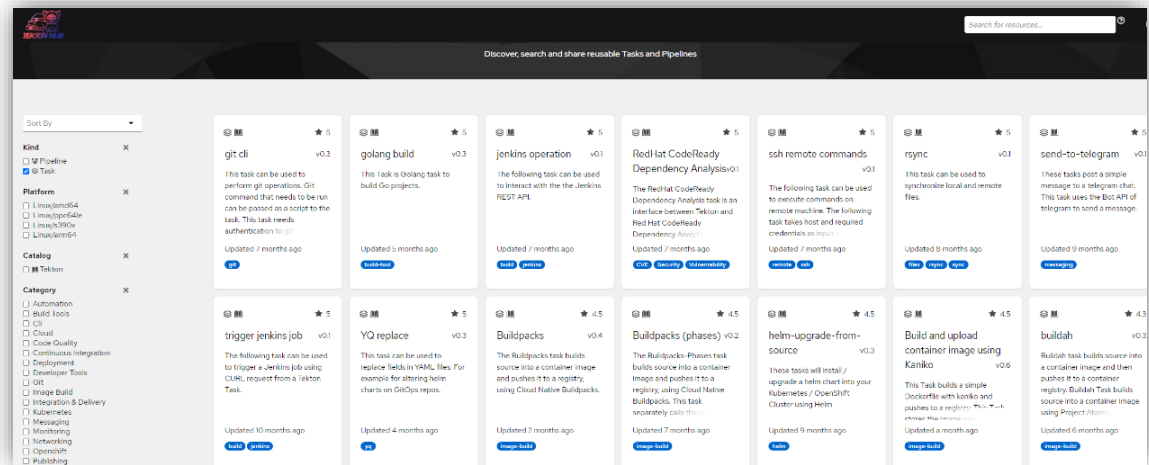 TEKTON HUB
Search for resources...
Discover, search and share reusable Tasks and Pipelines
Sort By
Kind
Pipeline
Task
Platform
Linux/amd64
Linux/ppc64le
Linux/s390x
Linux/arm64
Catalog
Tekton
Category
Automation
Build Tools
Cli
Cloud
Code Quality
Continuous Integration
Deployment
Developer Tools
Git
Image Build
Integration & Delivery
Kubernetes
Messaging
Monitoring
Networking
Openshift
Publishing
5
git cli v0.3
This task can be used to
perform git operations. Git
command that needs to be run
can be passed as a script to the
task. This task needs
authentication to git
Updated 7 months ago
git
5
golang build v0.3
This Task is Golang task to
build Go projects.
Updated 5 months ago
build-tool
5
jenkins operation v0.1
The following task can be used
to interact with the the Jenkins
REST API.
Updated 7 months ago
build jenkins
5
RedHat CodeReady
Dependency Analysis v0.1
The RedHat CodeReady
Dependency Analysis task is an
interface between Tekton and
Red Hat CodeReady
Dependency Analyt
Updated 7 months ago
CVE Security Vulnerability
5
ssh remote commands
v0.1
The following task can be used
to execute commands on
remote machine. The following
task takes host and required
credentials as input a
Updated 7 months ago
remote ssh
5
rsync v0.1
This task can be used to
synchronize local and remote
files.
Updated 8 months ago
files rsync sync
5
send-to-telegram v0.1
These tasks post a simple
message to a telegram chat.
This task uses the Bot API of
telegram to send a message.
Updated 9 months ago
messaging
5
trigger jenkins job v0.1
The following task can be used
to trigger a Jenkins job using
CURL request from a Tekton
Task.
Updated 10 months ago
build jenkins
5
YQ replace v0.3
This task can be used to
replace fields in YAML files. For
example for altering helm
charts on GitOps repos.
Updated 4 months ago
yq
4.5
Buildpacks v0.4
The Buildpacks task builds
source into a container image
and pushes it to a registry,
using Cloud Native Buildpacks.
Updated 2 months ago
image-build
4.5
Buildpacks (phases) v0.2
The Buildpacks-Phases task
builds source into a container
image and pushes it to a
registry, using Cloud Native
Buildpacks. This task
separately calls the
Updated 7 months ago
image-build
4.5
helm-upgrade-from-
source v0.3
These tasks will install /
upgrade a helm chart into your
Kubernetes / OpenShift
Cluster using Helm
Updated 9 months ago
helm
4.5
Build and upload
container image using
Kaniko v0.6
This Task builds a simple
Dockerfile with kaniko and
pushes to a registry. This Task
stores the image
Updated a month ago
image-build
4.3
buildah v0.3
Buildah task builds source into
a container image and then
pushes it to a container
registry. Buildah Task builds
source into a container image
using Project Atom
Updated 6 months ago
image-build